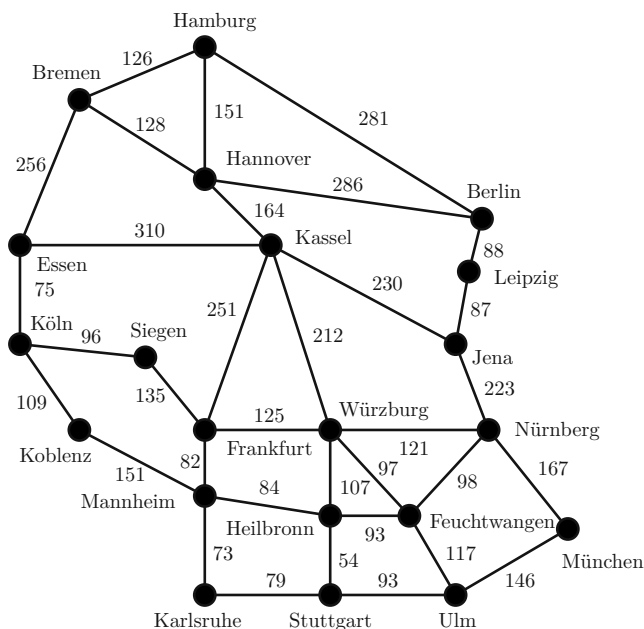 Hamburg
126
Bremen
151
281
128
Hannover
256
286
Berlin
164
310
Kassel
88
Essen
Leipzig
75
230
251
87
Köln
Siegen
96
212
Jena
135
223
109
Würzburg
125
Koblenz
Frankfurt
121
Nürnberg
82
97
151
167
98
Mannheim
84
107
Heilbronn
93
Feuchtwangen
73
54
117
München
79
93
146
Karlsruhe
Stuttgart
Ulm